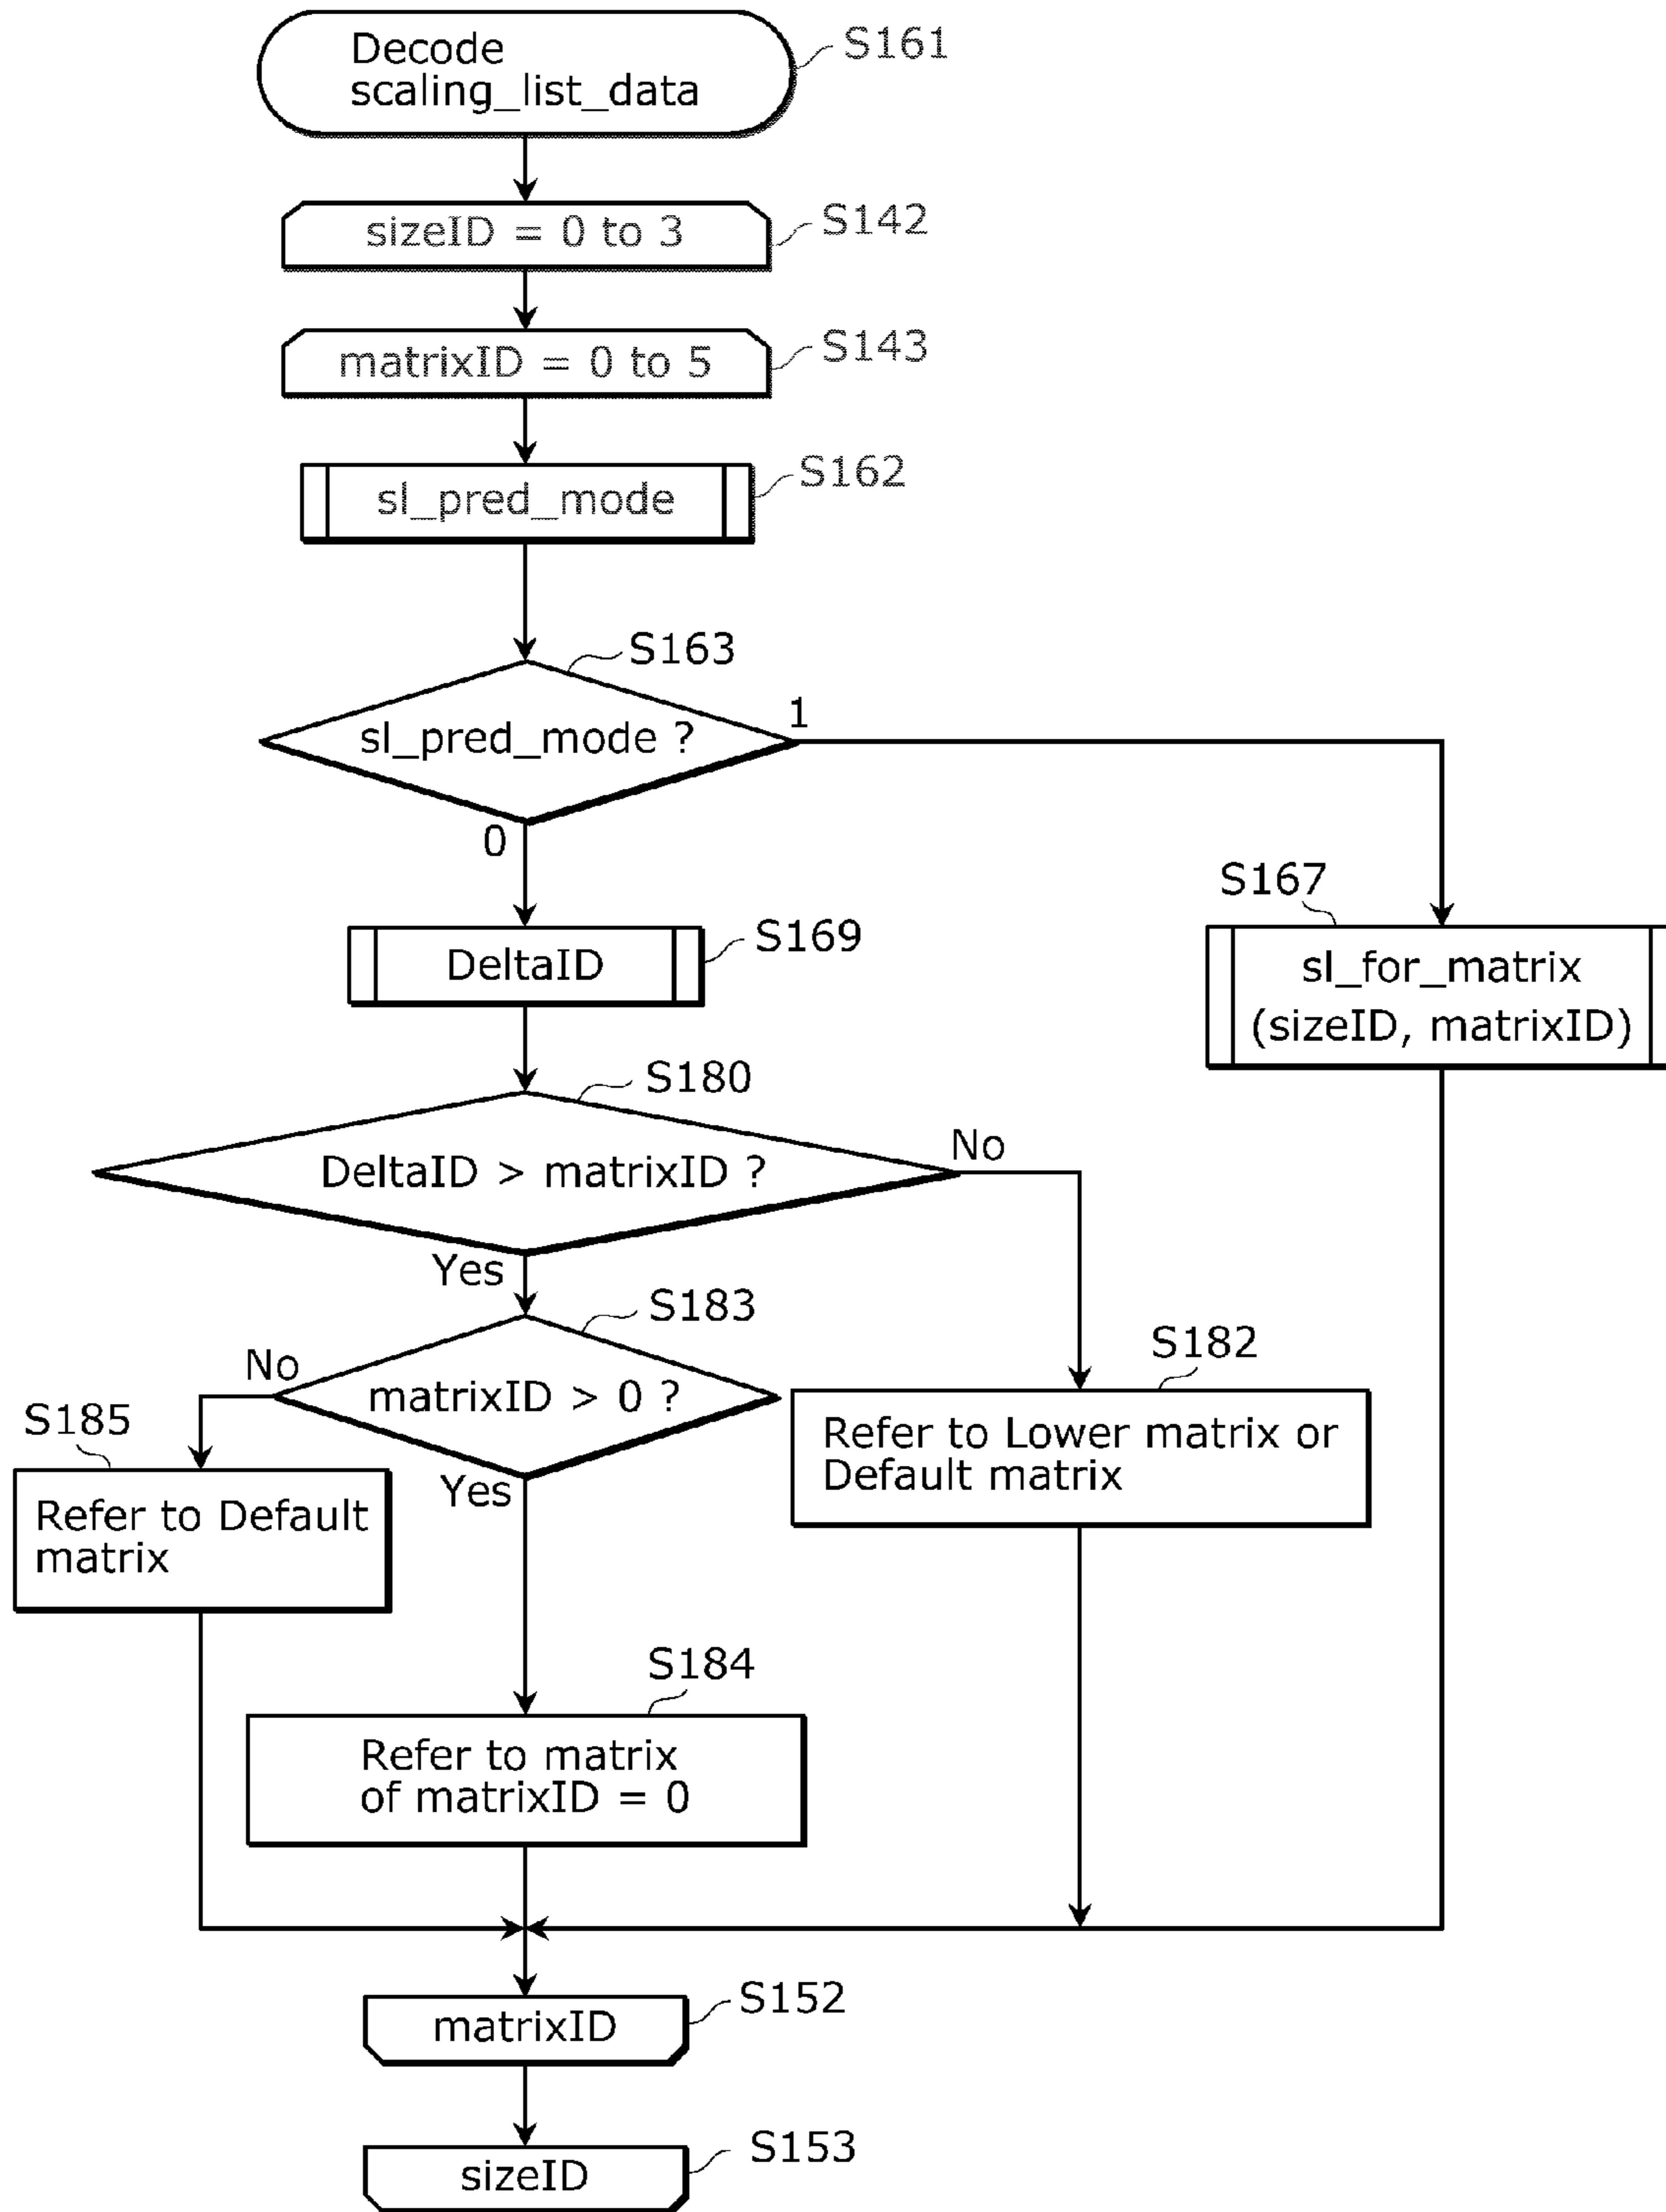 Decode
scaling_list_data
S161
sizeID = 0 to 3
S142
matrixID = 0 to 5
S143
sl_pred_mode
S162
S163
sl_pred_mode ?
1
0
DeltaID
S169
S167
sl_for_matrix
(sizeID, matrixID)
S180
DeltaID > matrixID ?
No
Yes
S183
matrixID > 0 ?
No
Yes
S182
Refer to Lower matrix or
Default matrix
S185
Refer to Default
matrix
S184
Refer to matrix
of matrixID = 0
matrixID
S152
sizeID
S153